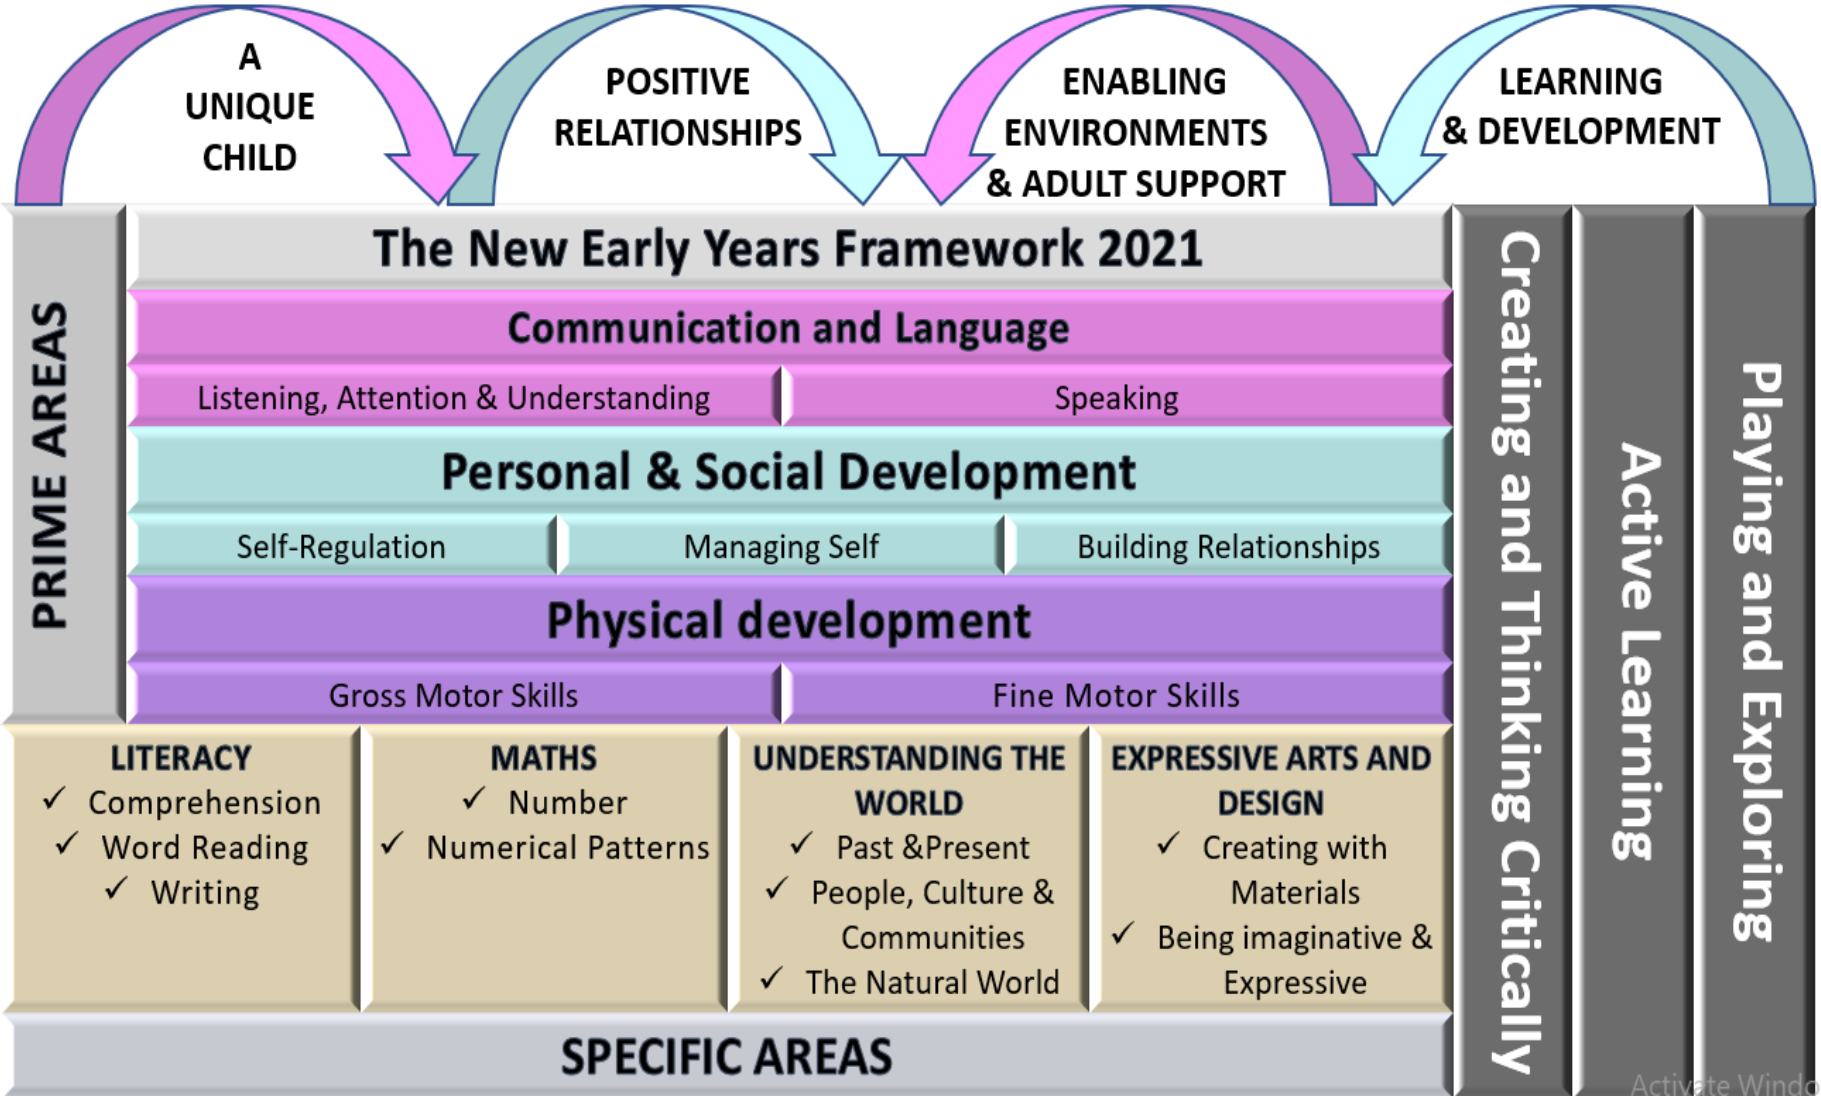 A
UNIQUE
CHILD
POSITIVE
RELATIONSHIPS
ENABLING
ENVIRONMENTS
& ADULT SUPPORT
LEARNING
& DEVELOPMENT
PRIME AREAS
The New Early Years Framework 2021
Communication and Language
Listening, Attention & Understanding
Speaking
Personal & Social Development
Self-Regulation
Managing Self
Building Relationships
Physical development
Gross Motor Skills
Fine Motor Skills
LITERACY
✓ Comprehension
✓ Word Reading
✓ Writing
MATHS
✓ Number
✓ Numerical Patterns
UNDERSTANDING THE
WORLD
✓ Past &Present
✓ People, Culture &
Communities
✓ The Natural World
EXPRESSIVE ARTS AND
DESIGN
✓ Creating with
Materials
✓ Being imaginative &
Expressive
SPECIFIC AREAS
Creating and Thinking Critically
Active Learning
Playing and Exploring
Activate Windo